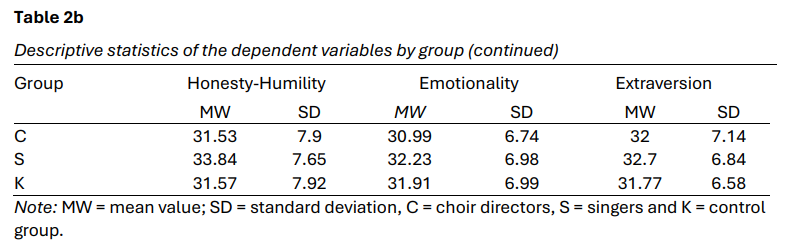 Table 2b
Descriptive statistics of the dependent variables by group (continued)
Group Honesty-Humility Emotionality Extraversion
MW SD MW SD MW SD
C 31.53 7.9 30.99 6.74 32 7.14
S 33.84 7.65 32.23 6.98 32.7 6.84
K 31.57 7.92 31.91 6.99 31.77 6.58
Note: MW = mean value; SD = standard deviation, C = choir directors, S = singers and K = control
group.